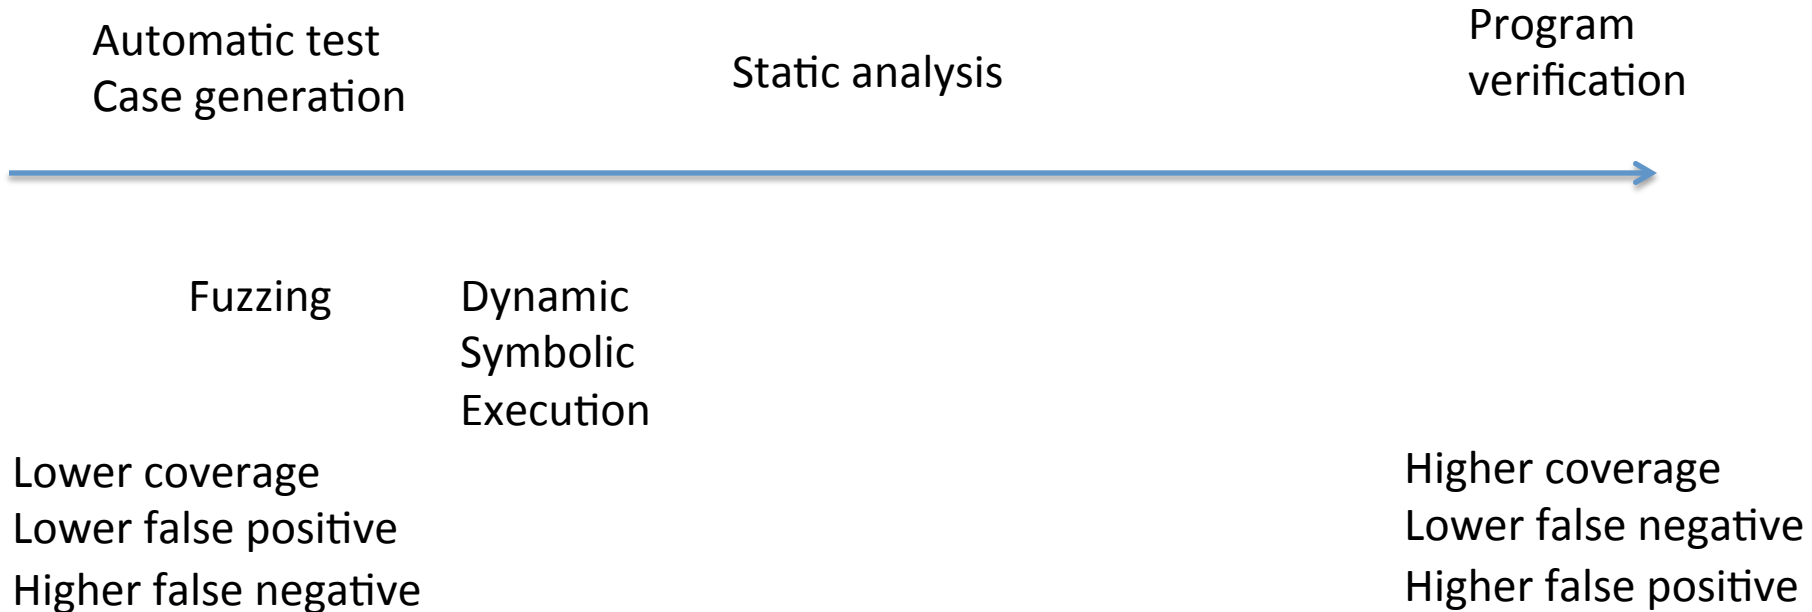 Automatic test
Case generation
Static analysis
Program
verification
Fuzzing
Dynamic
Symbolic
Execution
Lower coverage
Lower false positive
Higher false negative
Higher coverage
Lower false negative
Higher false positive